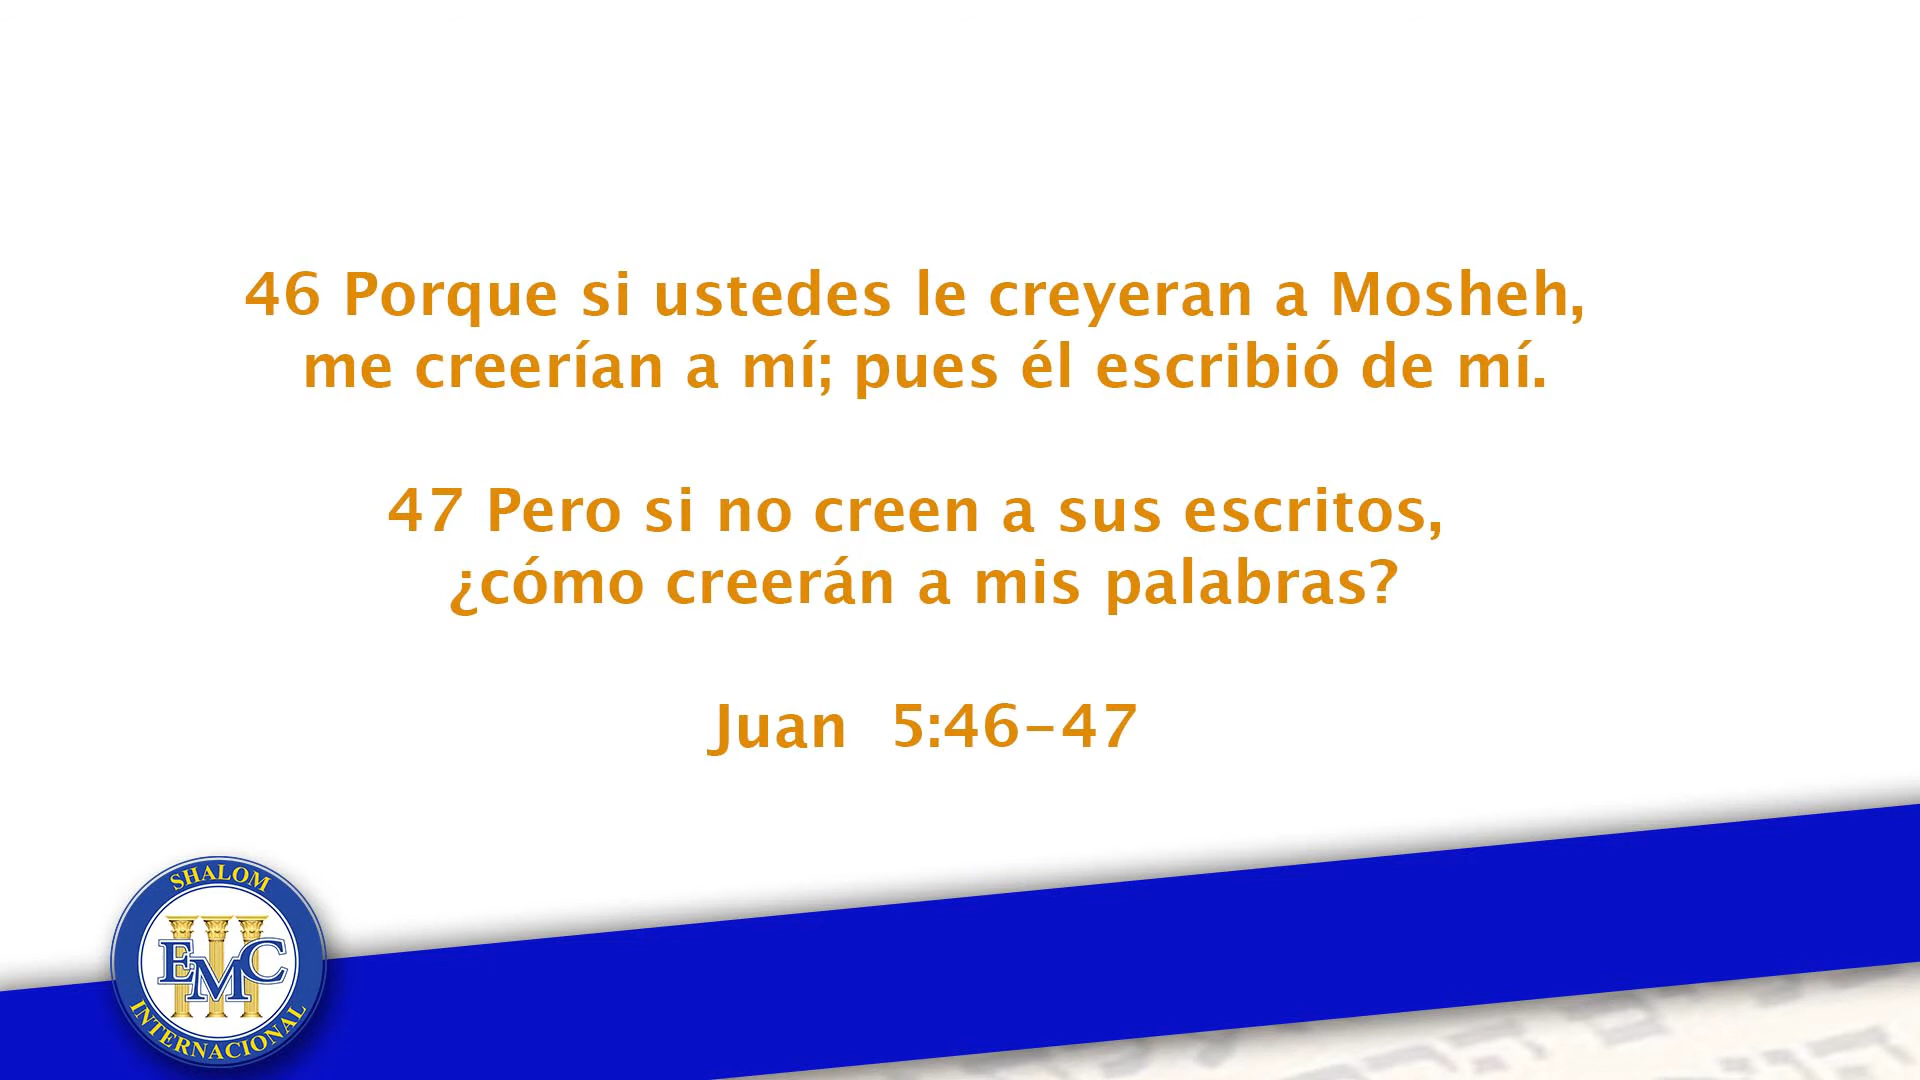 46 Porque si ustedes le creyeran a Mosheh,
me creerían a mí; pues él escribió de mí.
47 Pero si no creen a sus escritos,
¿cómo creerán a mis palabras?
Juan 5:46-47
SHALOM
EMC
INTERNACIONAL